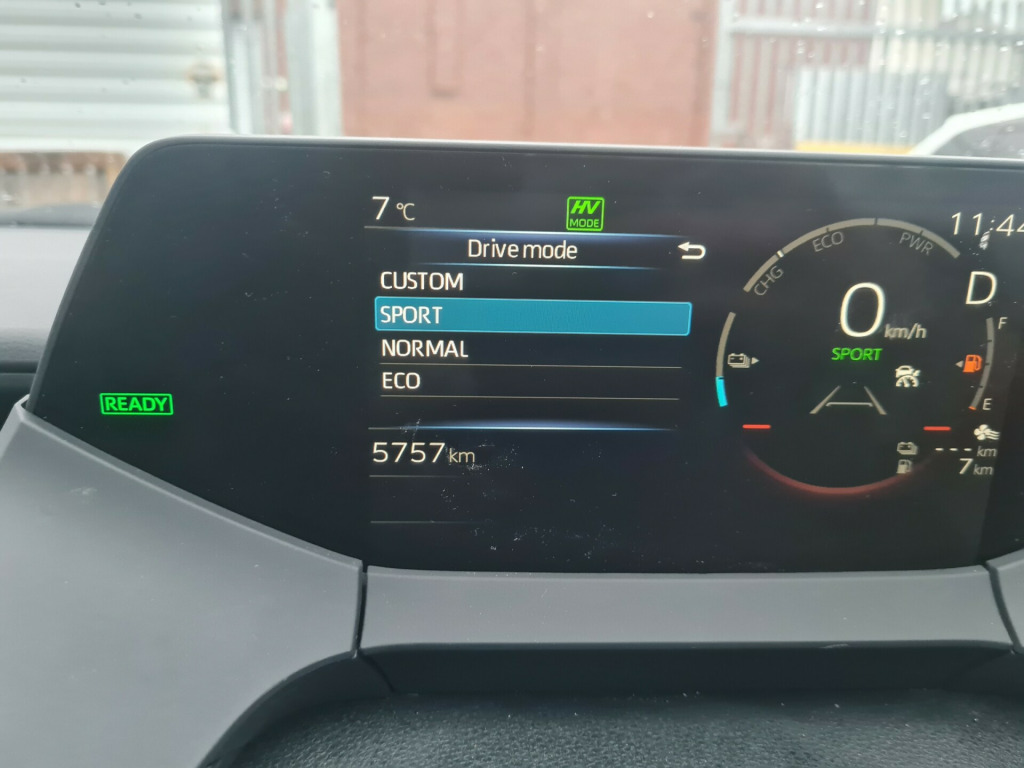 7 °C
HV
MODE
11:44
Drive mode
CUSTOM
SPORT
NORMAL
ECO
CHG
ECO
PWR
D
0 km/h
SPORT
F
E
READY
5757 km
--- km
7 km